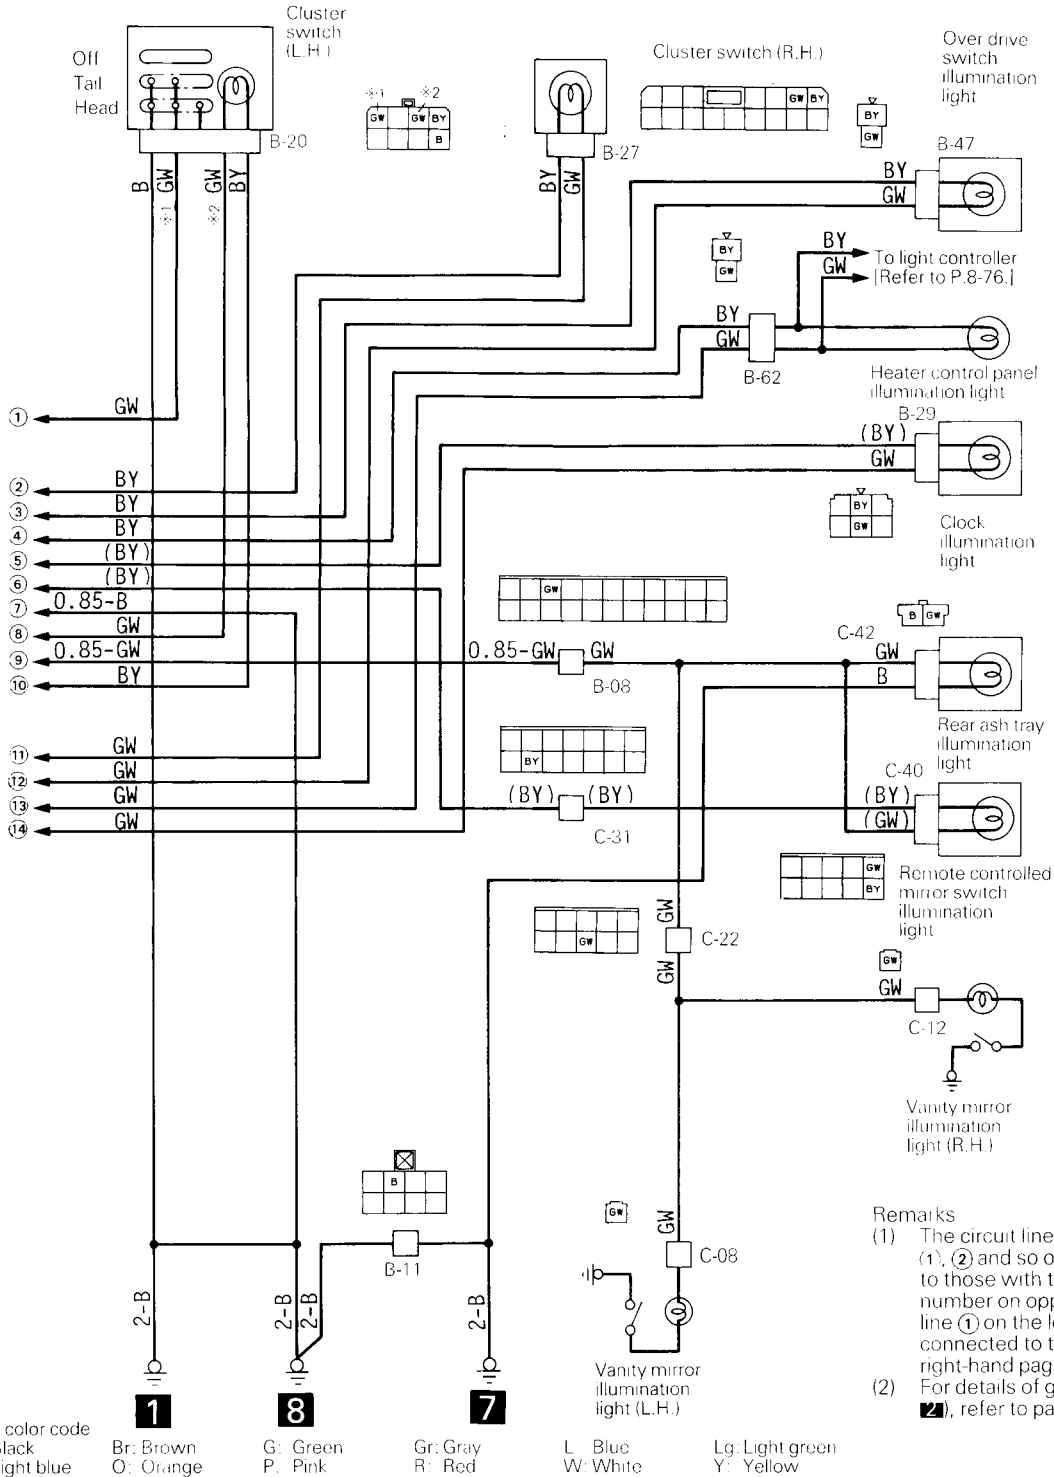 Cluster
switch
(L.H.)
Off
Tail
Head
B-20
B
GW
GW
BY
※1
※2
※1
※2
GW
GW
BY
B
B-27
BY
GW
Cluster switch (R.H.)
GW
BY
BY
GW
Over drive
switch
illumination
light
B-47
BY
GW
BY
GW
BY
GW
To light controller
[Refer to P.8-76.]
BY
GW
B-62
Heater control panel
illumination light
B-29
(BY)
GW
BY
GW
Clock
illumination
light
① GW
② BY
③ BY
④ BY
⑤ (BY)
⑥ (BY)
⑦ 0.85-B
⑧ GW
⑨ 0.85-GW
⑩ BY
⑪ GW
⑫ GW
⑬ GW
⑭ GW
GW
0.85-GW
GW
B-08
B
GW
C-42
GW
B
Rear ash tray
illumination
light
BY
(BY)
(BY)
C-31
C-40
(BY)
(GW)
GW
BY
Remote controlled
mirror switch
illumination
light
GW
GW
C-22
GW
GW
GW
C-12
Vanity mirror
illumination
light (R.H.)
B
B-11
GW
GW
C-08
Vanity mirror
illumination
light (L.H.)
2-B
2-B
2-B
2-B
1
8
7
Remarks
(1) The circuit line
(1), ② and so o
to those with t
number on opp
line ① on the l
connected to t
right-hand pag
(2) For details of g
2), refer to pa
color code
lack
Br: Brown
G: Green
Gr: Gray
L Blue
Lg: Light green
ight blue
O: Orange
P. Pink
R: Red
W: White
Y: Yellow